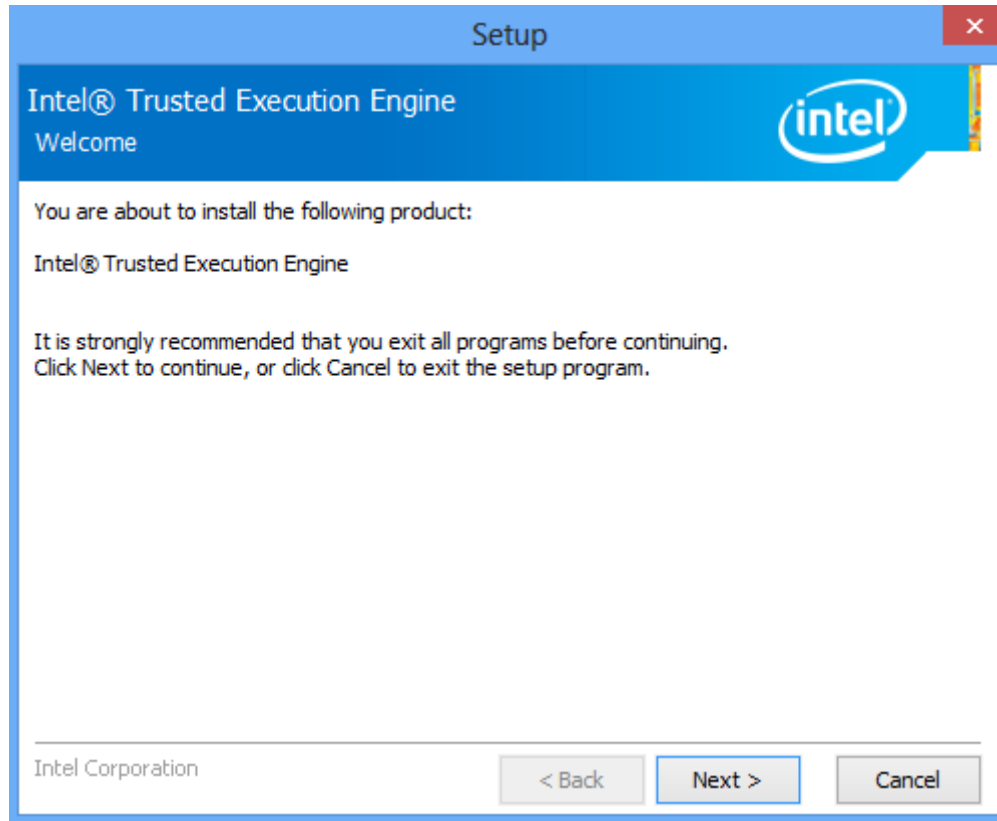 Setup
Intel® Trusted Execution Engine
Welcome
intel
You are about to install the following product:
Intel® Trusted Execution Engine
It is strongly recommended that you exit all programs before continuing.
Click Next to continue, or click Cancel to exit the setup program.
Intel Corporation
< Back Next > Cancel